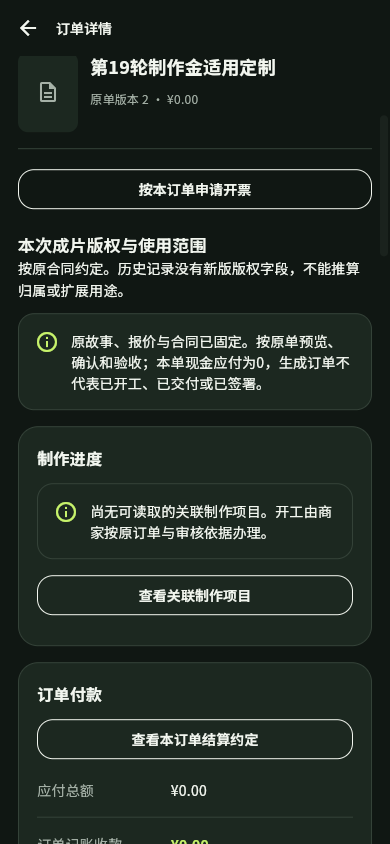 订单详情
第19轮制作金适用定制
原单版本 2 · ¥0.00
按本订单申请开票
本次成片版权与使用范围
按原合同约定。历史记录没有新版版权字段，不能推算
归属或扩展用途。
原故事、报价与合同已固定。按原单预览、
确认和验收；本单现金应付为0，生成订单不
代表已开工、已交付或已签署。
制作进度
尚无可读取的关联制作项目。开工由商
家按原订单与审核依据办理。
查看关联制作项目
订单付款
查看本订单结算约定
应付总额 ¥0.00
订单记账收款 ¥0.00